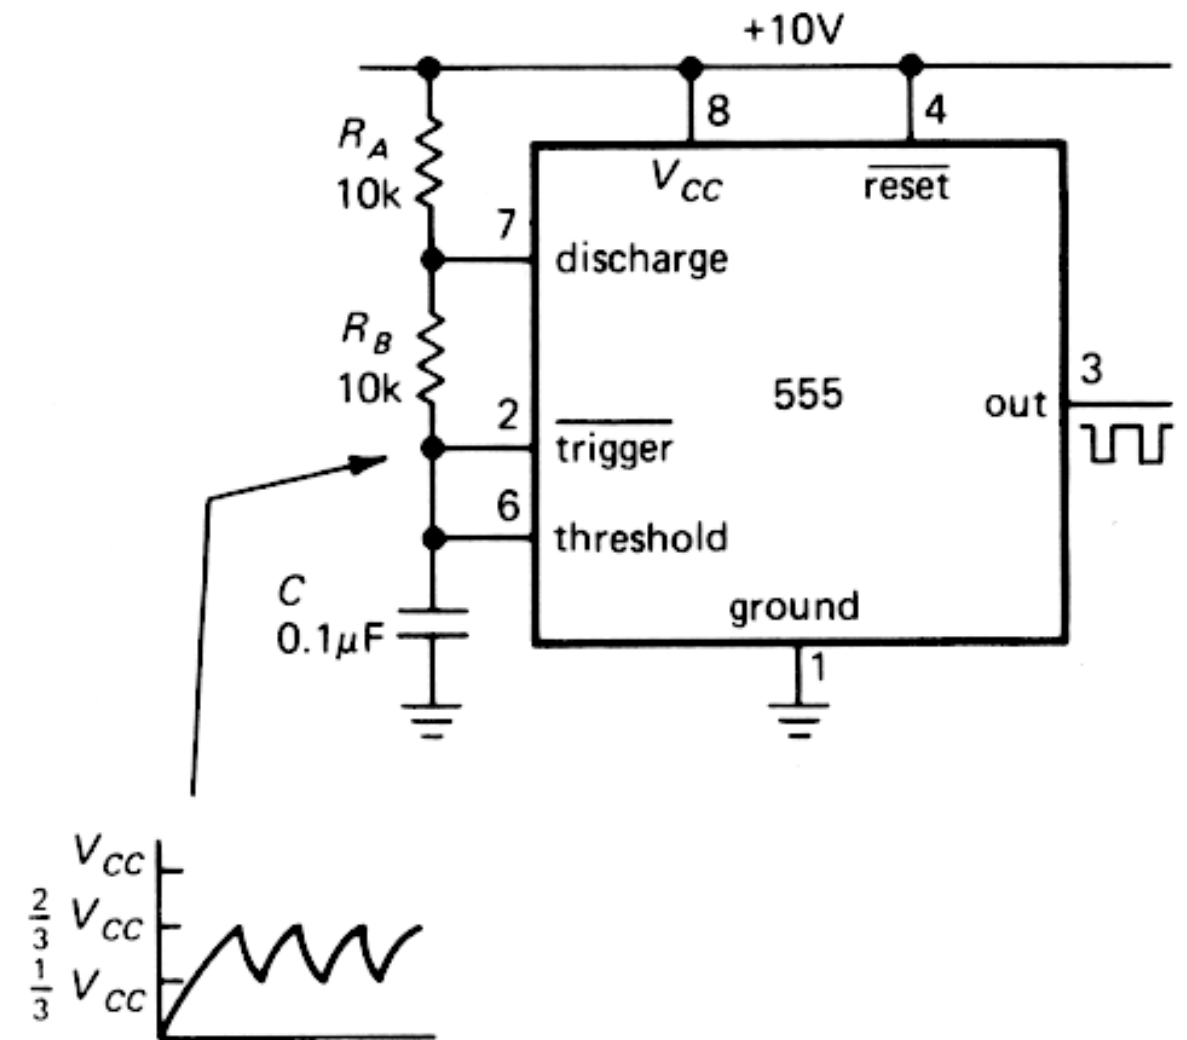 +10V
8
4
R_A
10k
V_CC
reset
7
discharge
R_B
10k
555
3
out
2
trigger
6
threshold
C
0.1μF
ground
1
V_CC
2/3 V_CC
1/3 V_CC